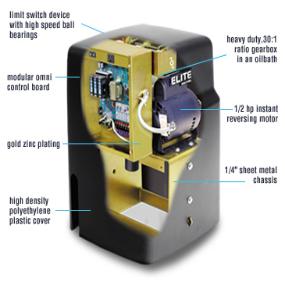 limit switch device
with high speed ball
bearings
heavy duty, 30:1
ratio gearbox
in an oilbath
modular omni
control board
ELITE
1/2 hp instant
reversing motor
gold zinc plating
1/4" sheet metal
chassis
high density
polyethylene
plastic cover